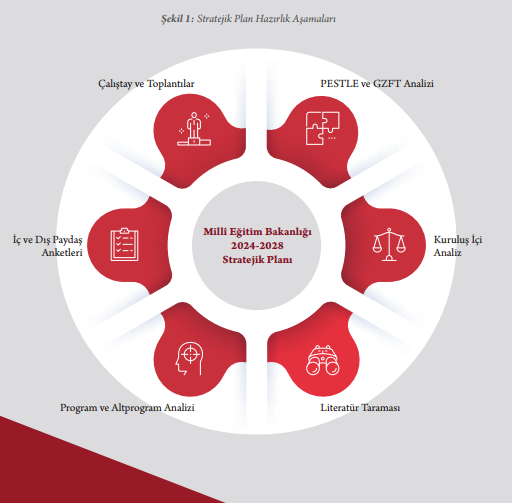 Şekil 1: Stratejik Plan Hazırlık Aşamaları
Çalıştay ve Toplantılar
PESTLE ve GZFT Analizi
İç ve Dış Paydaş
Anketleri
Millî Eğitim Bakanlığı
2024-2028
Stratejik Planı
Kuruluş İçi
Analiz
Program ve Altprogram Analizi
Literatür Taraması